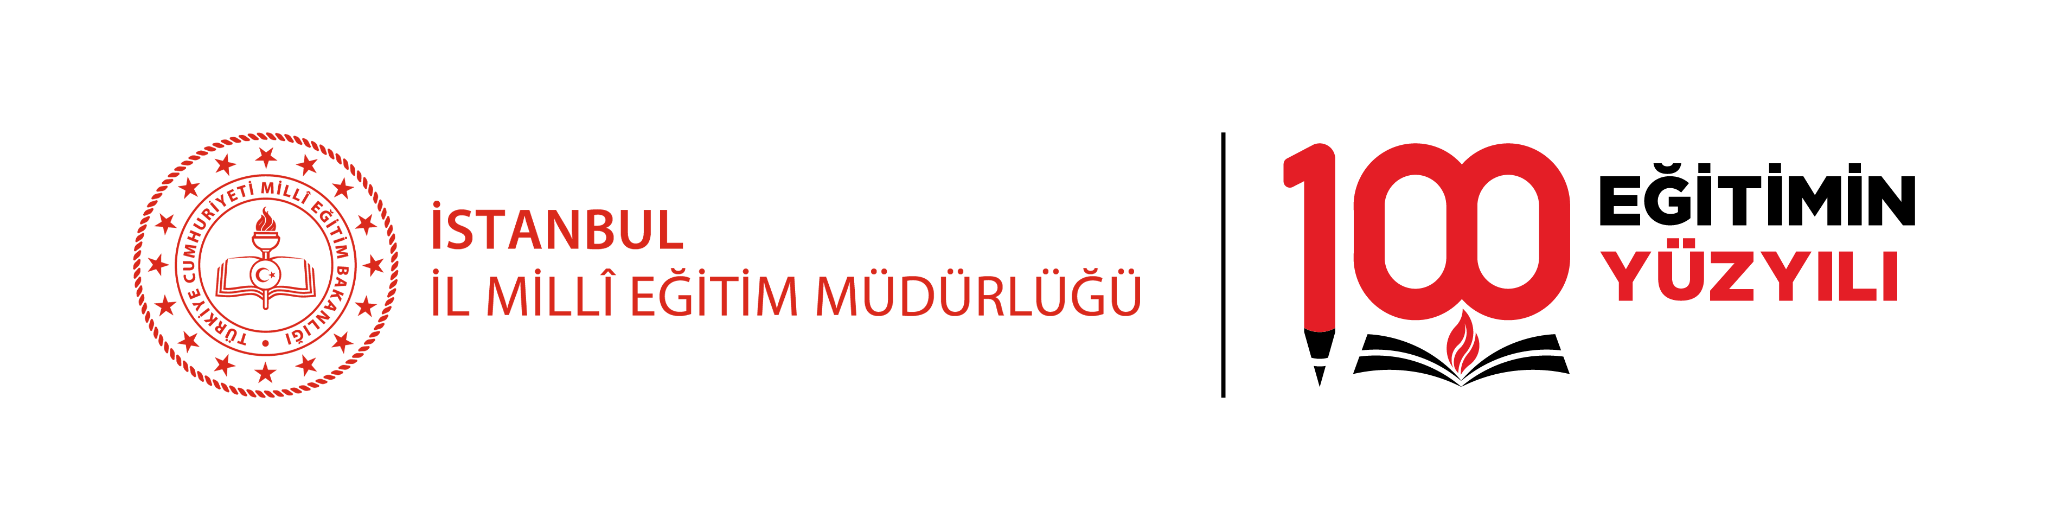 TÜRKİYE CUMHURİYETİ MİLLÎ EĞİTİM BAKANLIĞI •
İSTANBUL
İL MİLLÎ EĞİTİM MÜDÜRLÜĞÜ
100
EĞİTİMİN
YÜZYILI